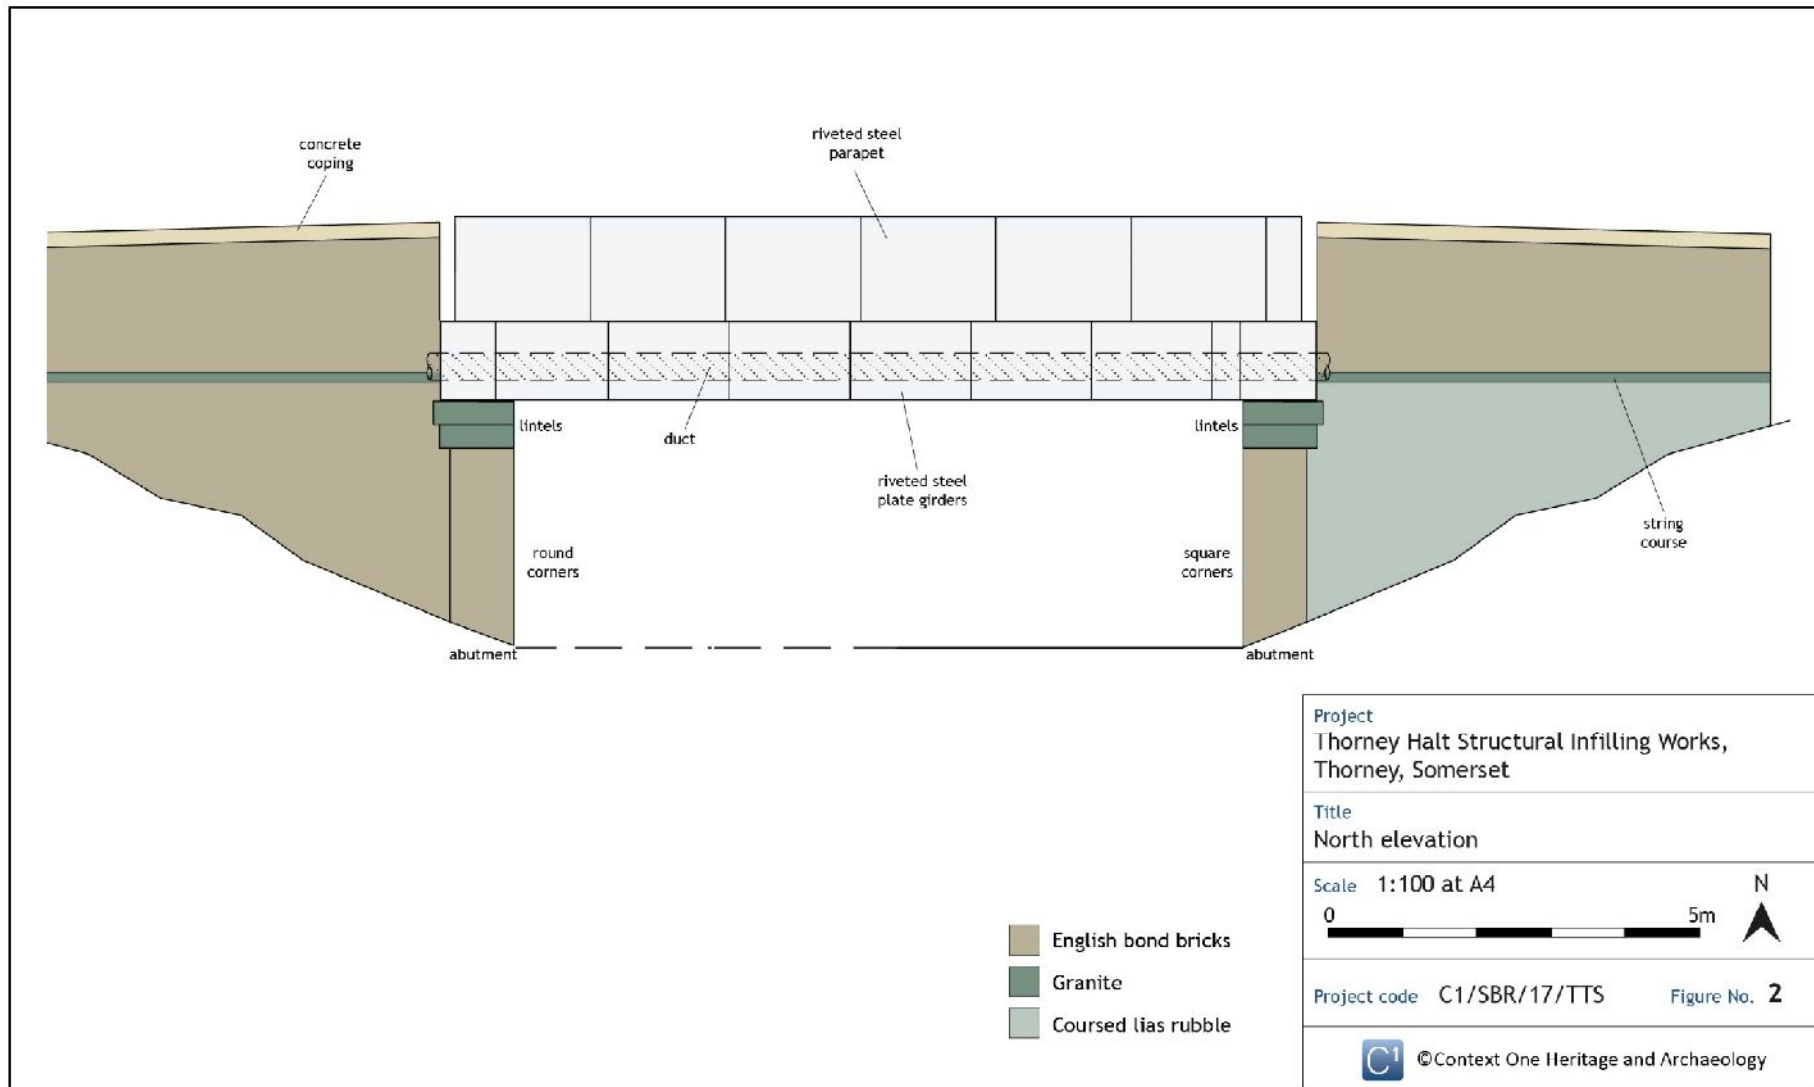 riveted steel
parapet
concrete
coping
lintels
duct
lintels
riveted steel
plate girders
string
course
round
corners
square
corners
abutment
abutment
Project
Thorney Halt Structural Infilling Works,
Thorney, Somerset
Title
North elevation
Scale 1:100 at A4
N
0 5m
English bond bricks
Granite
Coursed lias rubble
Project code C1/SBR/17/TTS Figure No. 2
C1 ©Context One Heritage and Archaeology